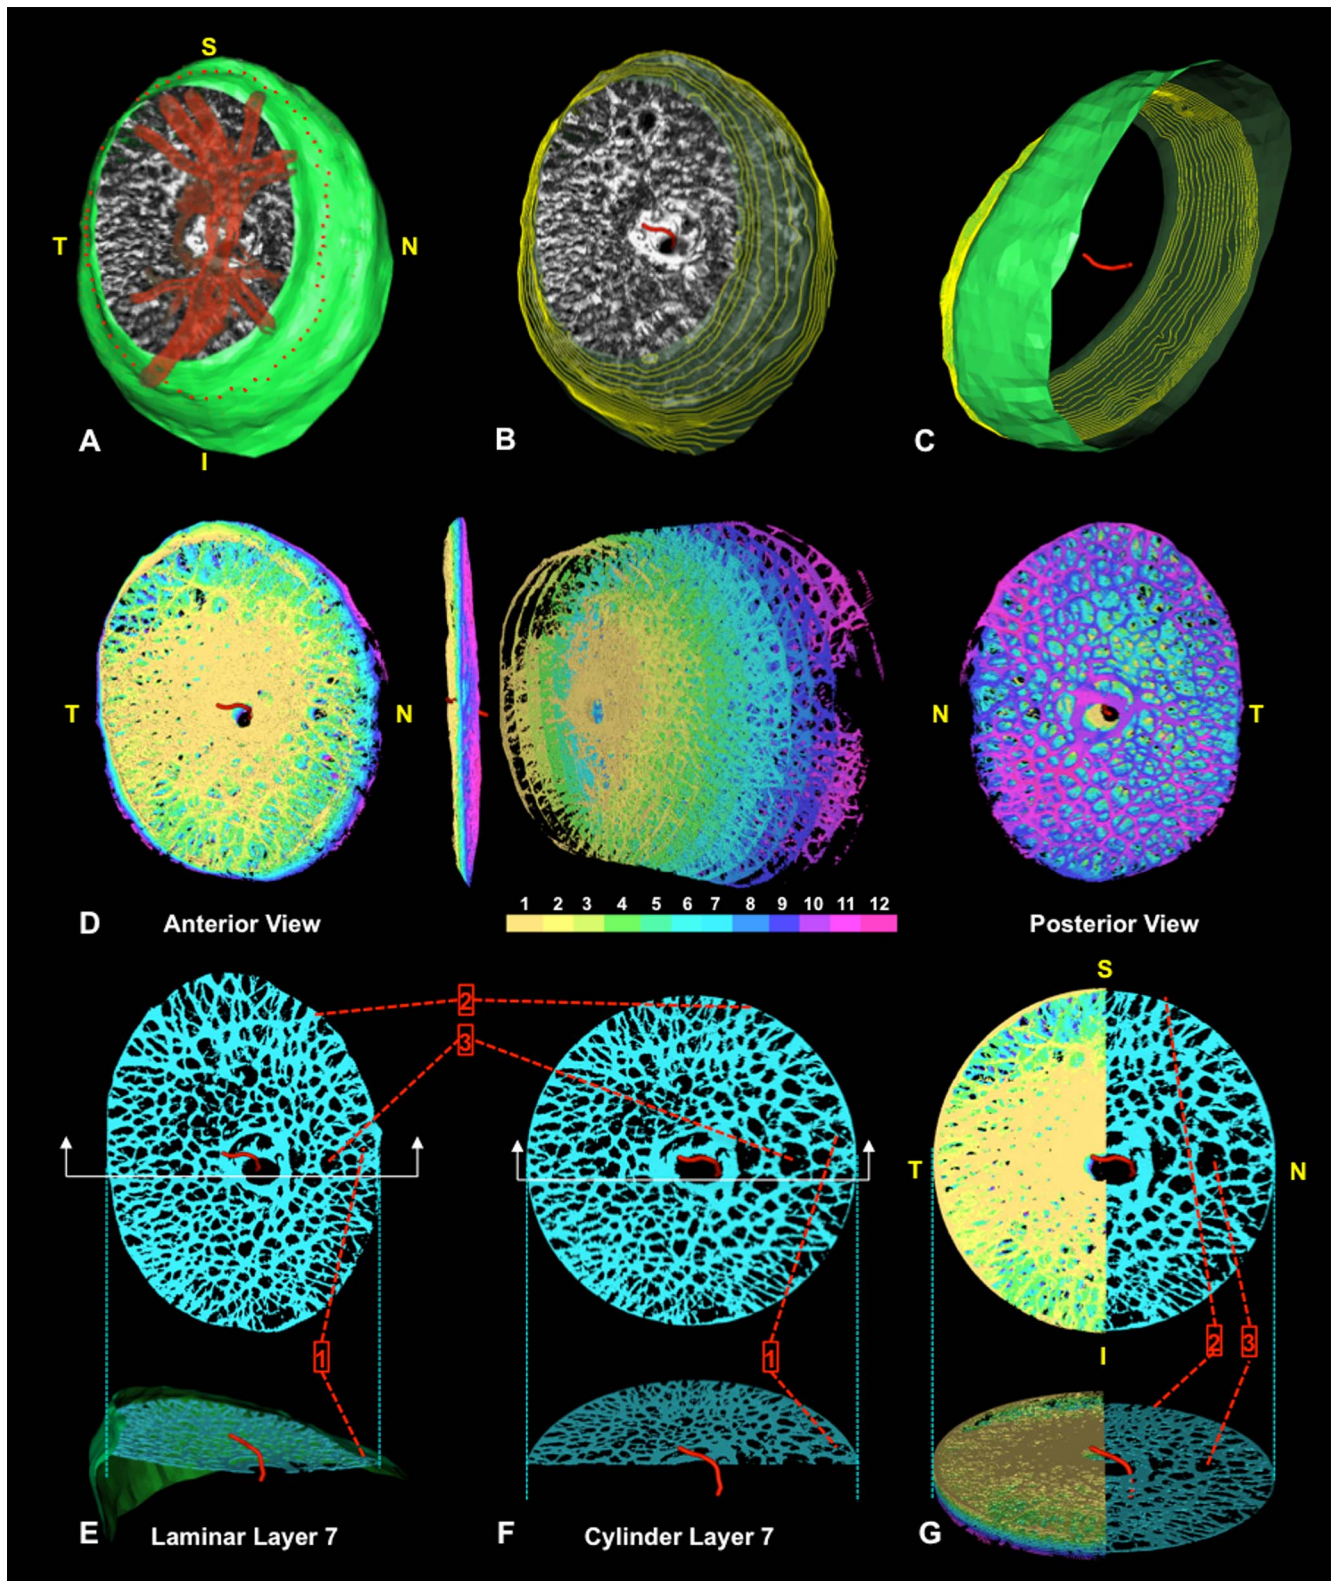 S
T
N
A
I
B
C
T
N
N
T
1 2 3 4 5 6 7 8 9 10 11 12
D
Anterior View
Posterior View
2
3
S
T
N
1
1
2
3
I
E
Laminar Layer 7
F
Cylinder Layer 7
G